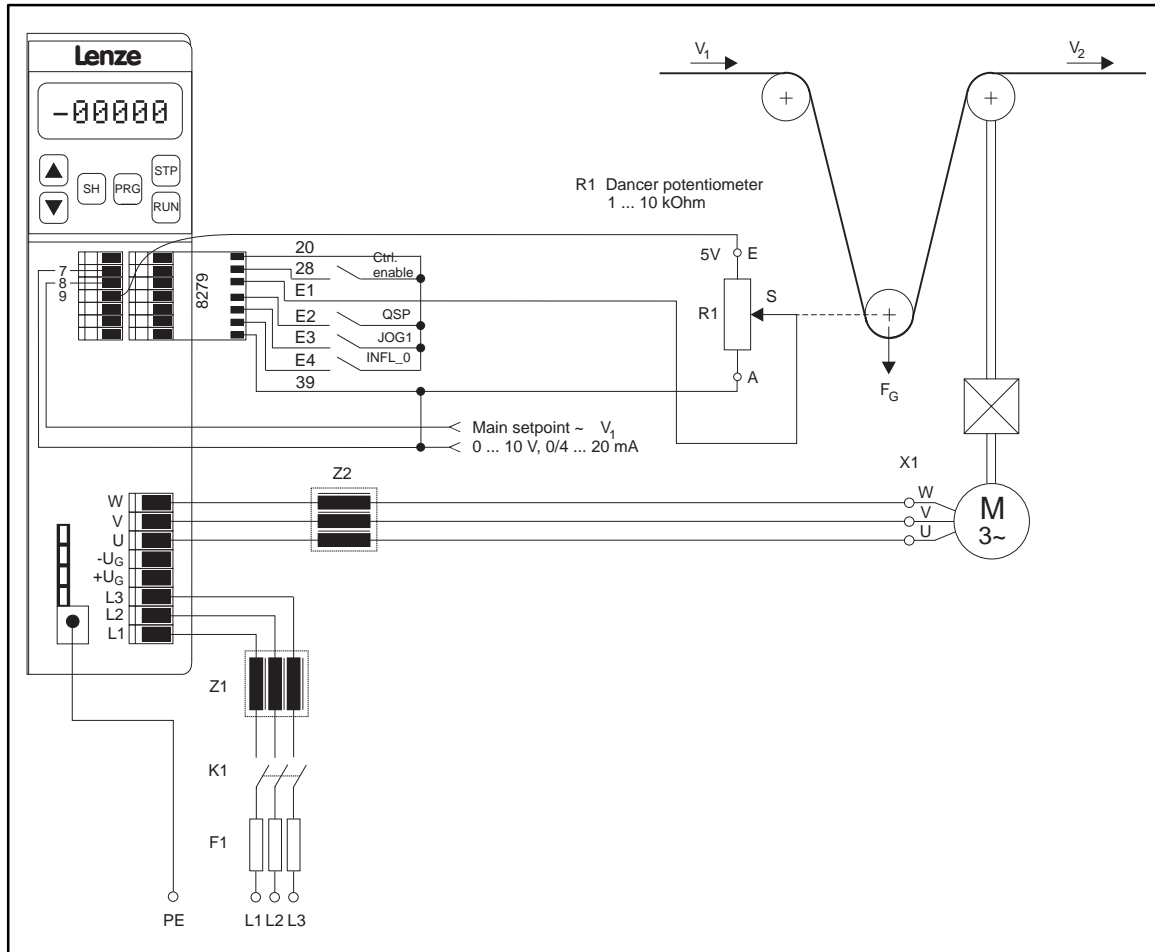 Lenze
-00000
SH
PRG
STP
RUN
V1
V2
R1 Dancer potentiometer
1 ... 10 kOhm
7
8
9
8279
20
28
Ctrl.
enable
E1
E2
QSP
E3
JOG1
E4
INFL_0
39
5V
E
R1
S
A
FG
Main setpoint ~ V1
0 ... 10 V, 0/4 ... 20 mA
Z2
X1
W
V
U
-UG
+UG
L3
L2
L1
W
V
U
M
3~
Z1
K1
F1
PE
L1 L2 L3